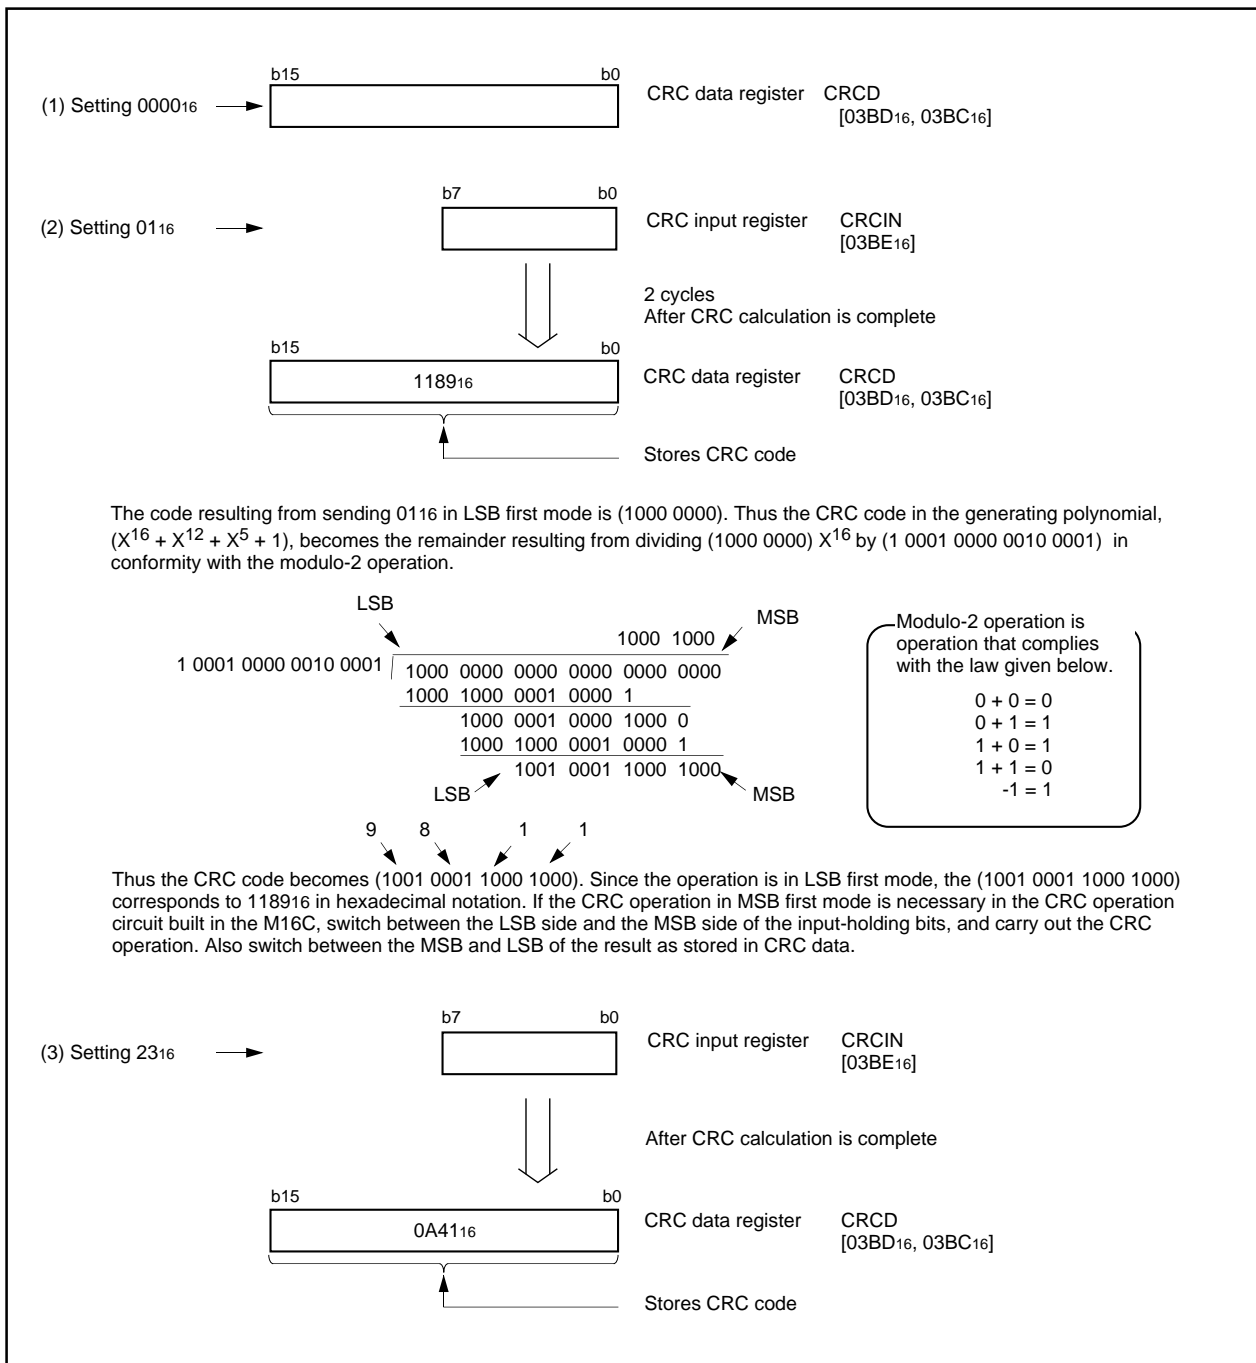 b15 b0
(1) Setting 0000₁₆
CRC data register CRCD
[03BD₁₆, 03BC₁₆]
b7 b0
(2) Setting 01₁₆
CRC input register CRCIN
[03BE₁₆]
2 cycles
After CRC calculation is complete
b15 b0
1189₁₆
CRC data register CRCD
[03BD₁₆, 03BC₁₆]
Stores CRC code
The code resulting from sending 01₁₆ in LSB first mode is (1000 0000). Thus the CRC code in the generating polynomial,
(X¹⁶ + X¹² + X⁵ + 1), becomes the remainder resulting from dividing (1000 0000) X¹⁶ by (1 0001 0000 0010 0001) in
conformity with the modulo-2 operation.
LSB
MSB
1000 1000
1 0001 0000 0010 0001
1000 0000 0000 0000 0000 0000
1000 1000 0001 0000 1
1000 0001 0000 1000 0
1000 1000 0001 0000 1
1001 0001 1000 1000
LSB
MSB
Modulo-2 operation is
operation that complies
with the law given below.
0 + 0 = 0
0 + 1 = 1
1 + 0 = 1
1 + 1 = 0
-1 = 1
9 8 1 1
Thus the CRC code becomes (1001 0001 1000 1000). Since the operation is in LSB first mode, the (1001 0001 1000 1000)
corresponds to 1189₁₆ in hexadecimal notation. If the CRC operation in MSB first mode is necessary in the CRC operation
circuit built in the M16C, switch between the LSB side and the MSB side of the input-holding bits, and carry out the CRC
operation. Also switch between the MSB and LSB of the result as stored in CRC data.
b7 b0
(3) Setting 23₁₆
CRC input register CRCIN
[03BE₁₆]
After CRC calculation is complete
b15 b0
0A41₁₆
CRC data register CRCD
[03BD₁₆, 03BC₁₆]
Stores CRC code